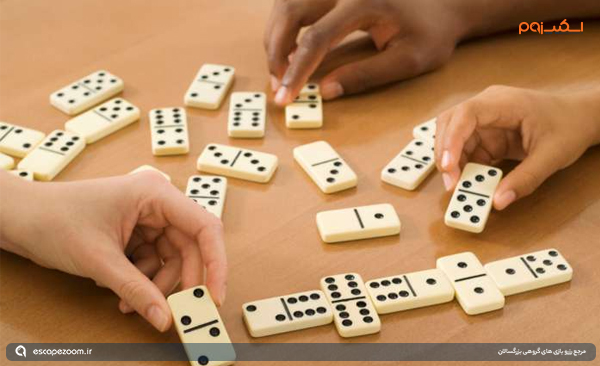 اسکیپ‌زوم
escapezoom.ir
مرجع رزرو بازی های گروهی بزرگسالان